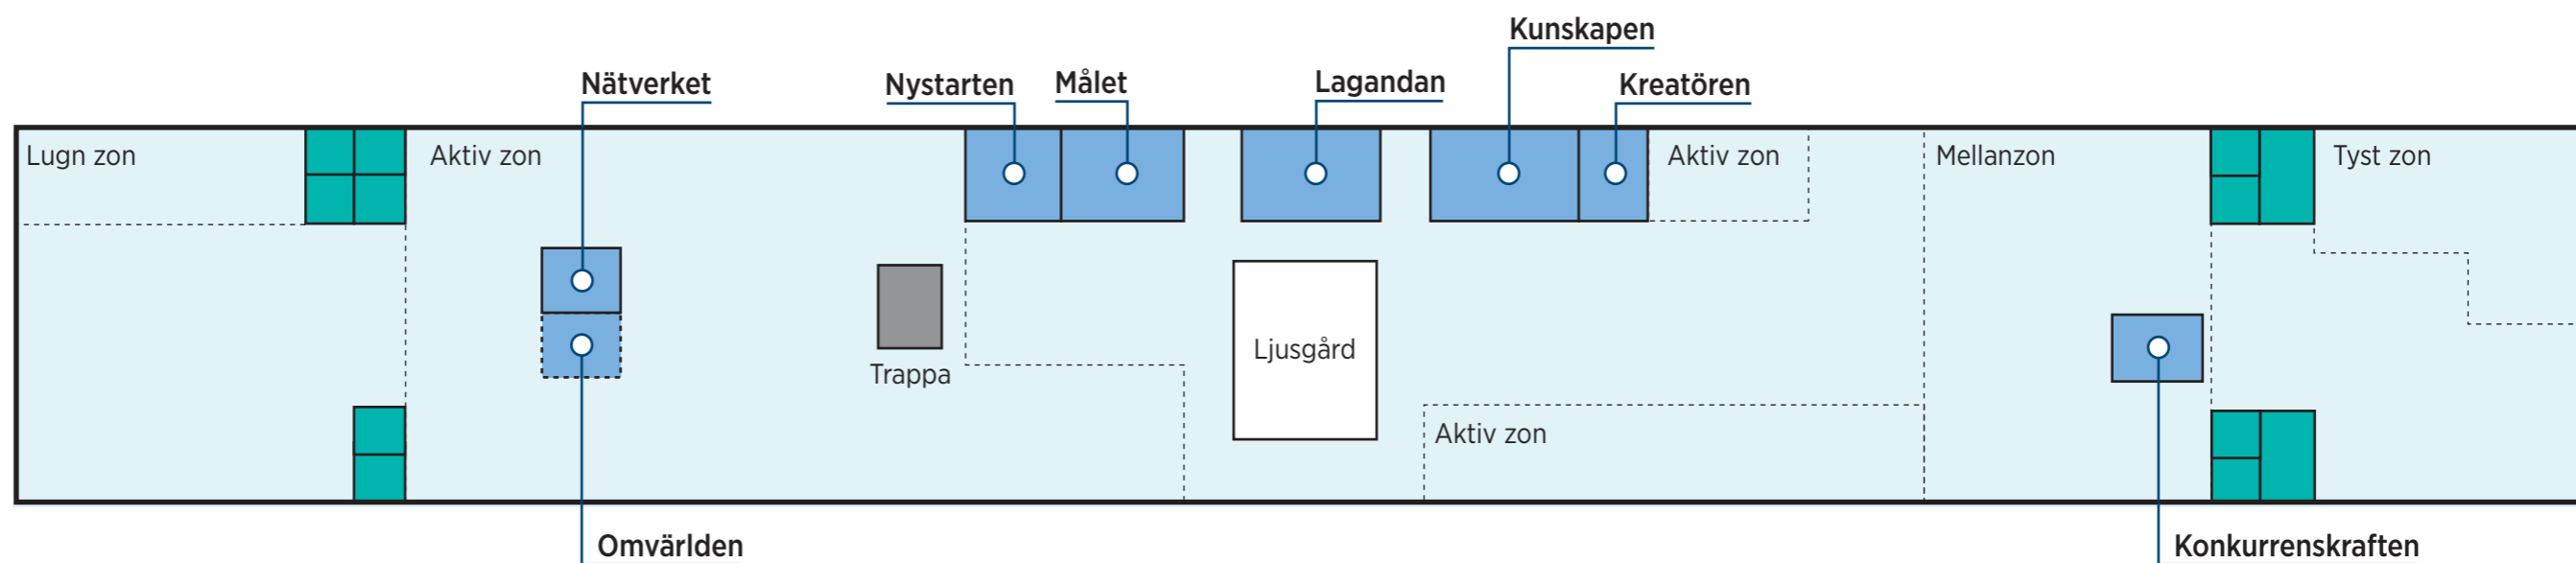 Kunskapen
Nätverket
Nystarten
Målet
Lagandan
Kreatören
Lugn zon
Aktiv zon
Aktiv zon
Mellanzon
Tyst zon
Ljusgård
Trappa
Aktiv zon
Omvärlden
Konkurrenskraften